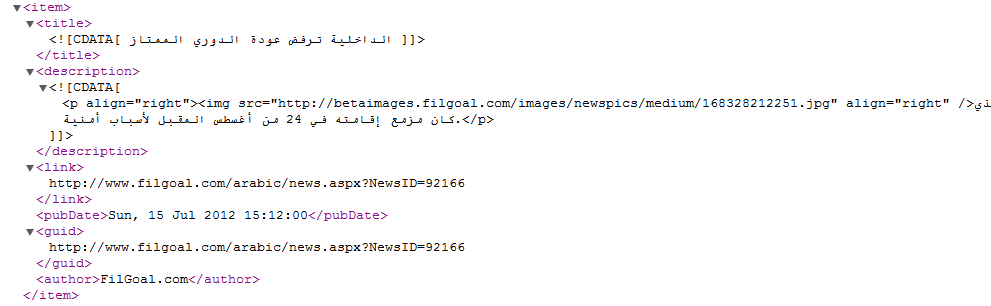 <item>
<title>
<![CDATA[ الداخلية ترفض عودة الدوري الممتاز ]]>
</title>
<description>
<![CDATA[
<p align="right"><img src="http://betaimages.filgoal.com/images/newspics/medium/168328212251.jpg" align="right" />ذي
كان مزمع إقامته في 24 من أغسطس المقبل لأسباب أمنية.</p>
]]>
</description>
<link>
http://www.filgoal.com/arabic/news.aspx?NewsID=92166
</link>
<pubDate>Sun, 15 Jul 2012 15:12:00</pubDate>
<guid>
http://www.filgoal.com/arabic/news.aspx?NewsID=92166
</guid>
<author>FilGoal.com</author>
</item>